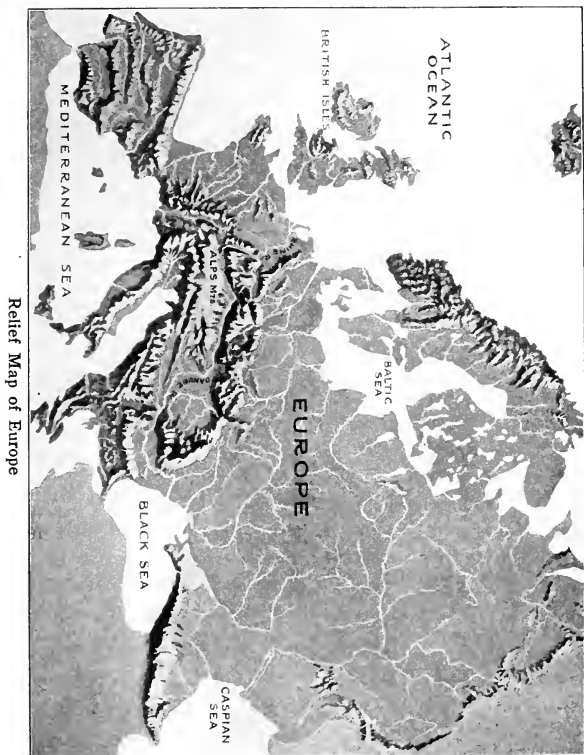 ATLANTIC
OCEAN
BRITISH ISLES
BALTIC
SEA
EUROPE
ALPS MTS
DANUBE R.
MEDITERRANEAN SEA
BLACK SEA
CASPIAN
SEA
Relief Map of Europe